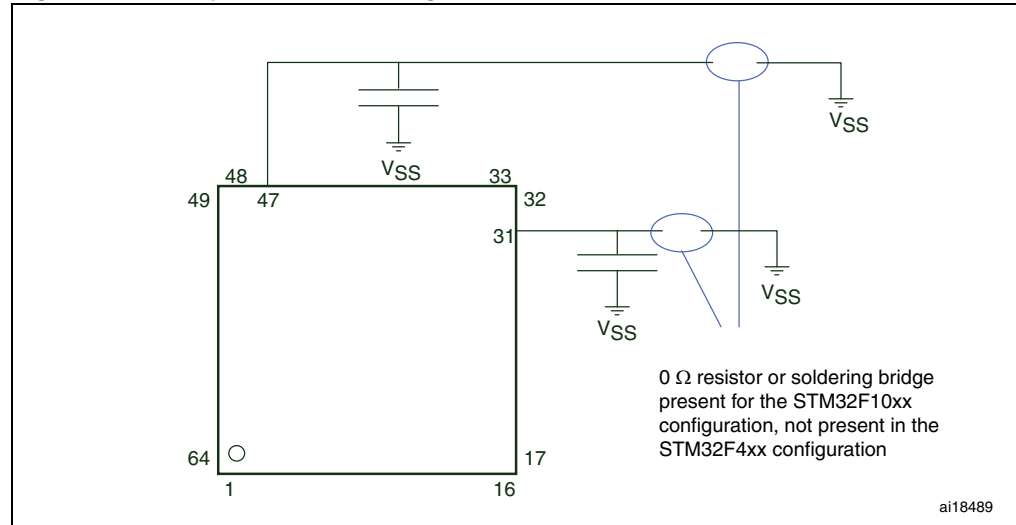 VSS
VSS
48
33
49
47
32
31
VSS
VSS
0 Ω resistor or soldering bridge
present for the STM32F10xx
configuration, not present in the
STM32F4xx configuration
64
17
1
16
ai18489